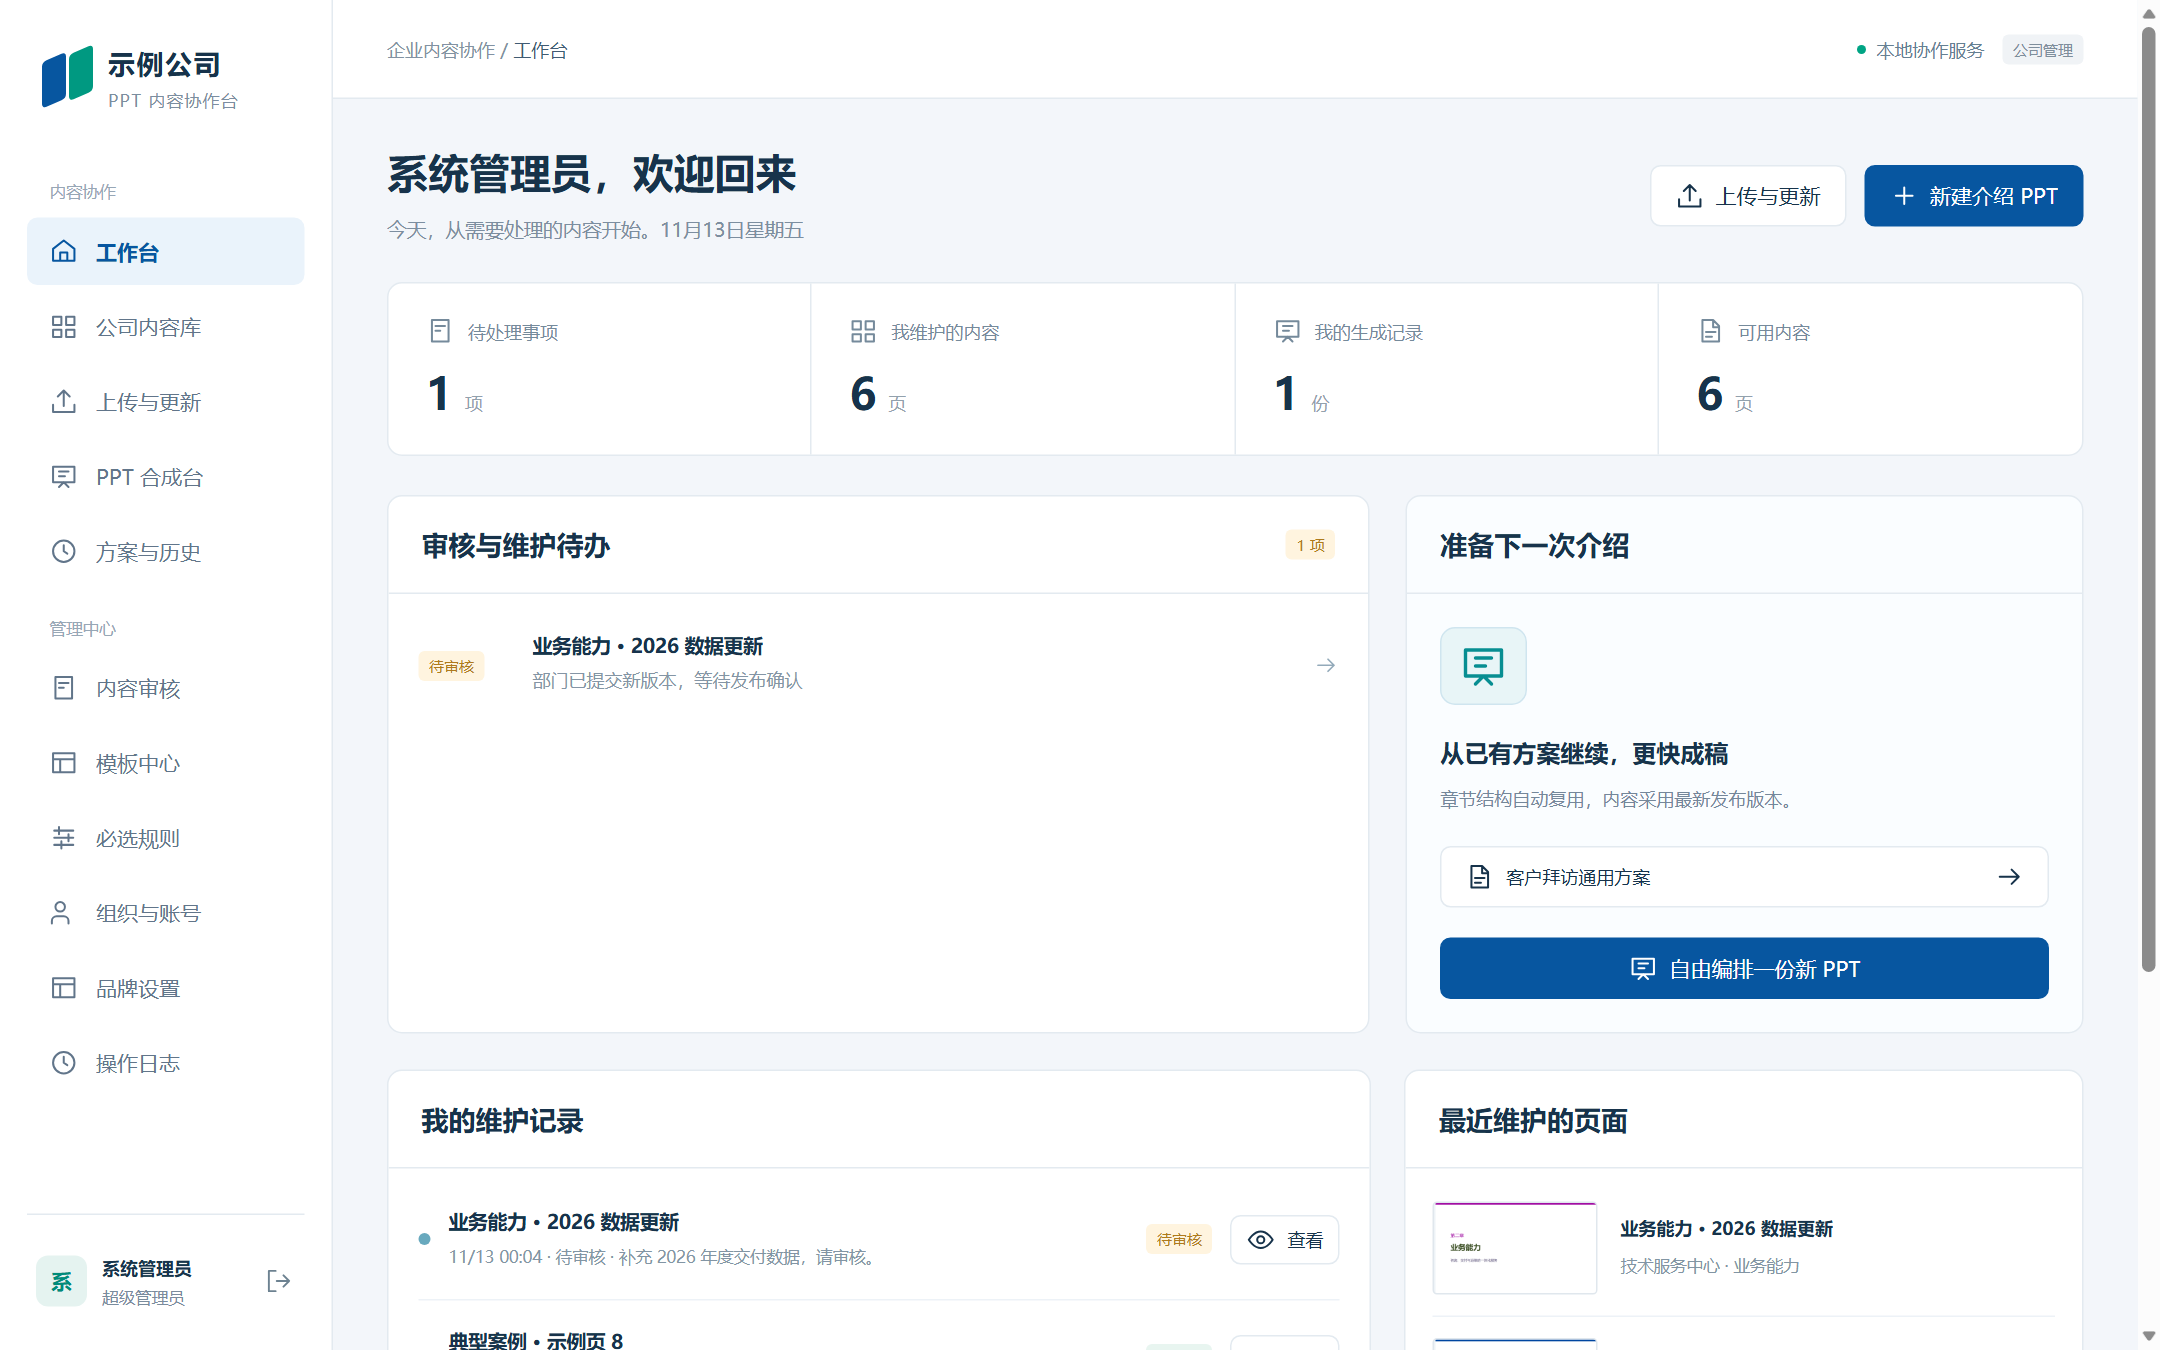 示例公司
PPT 内容协作台
内容协作
工作台
公司内容库
上传与更新
PPT 合成台
方案与历史
管理中心
内容审核
模板中心
必选规则
组织与账号
品牌设置
操作日志
系
系统管理员
超级管理员
企业内容协作 / 工作台
本地协作服务
公司管理
系统管理员，欢迎回来
今天，从需要处理的内容开始。11月13日星期五
上传与更新
新建介绍 PPT
待处理事项
1 项
我维护的内容
6 页
我的生成记录
1 份
可用内容
6 页
审核与维护待办
1 项
待审核
业务能力 • 2026 数据更新
部门已提交新版本，等待发布确认
准备下一次介绍
从已有方案继续，更快成稿
章节结构自动复用，内容采用最新发布版本。
客户拜访通用方案
自由编排一份新 PPT
我的维护记录
业务能力 • 2026 数据更新
11/13 00:04 · 待审核 · 补充 2026 年度交付数据，请审核。
待审核
查看
典型案例 • 示例页 8
最近维护的页面
业务能力
业务能力 • 2026 数据更新
技术服务中心 · 业务能力